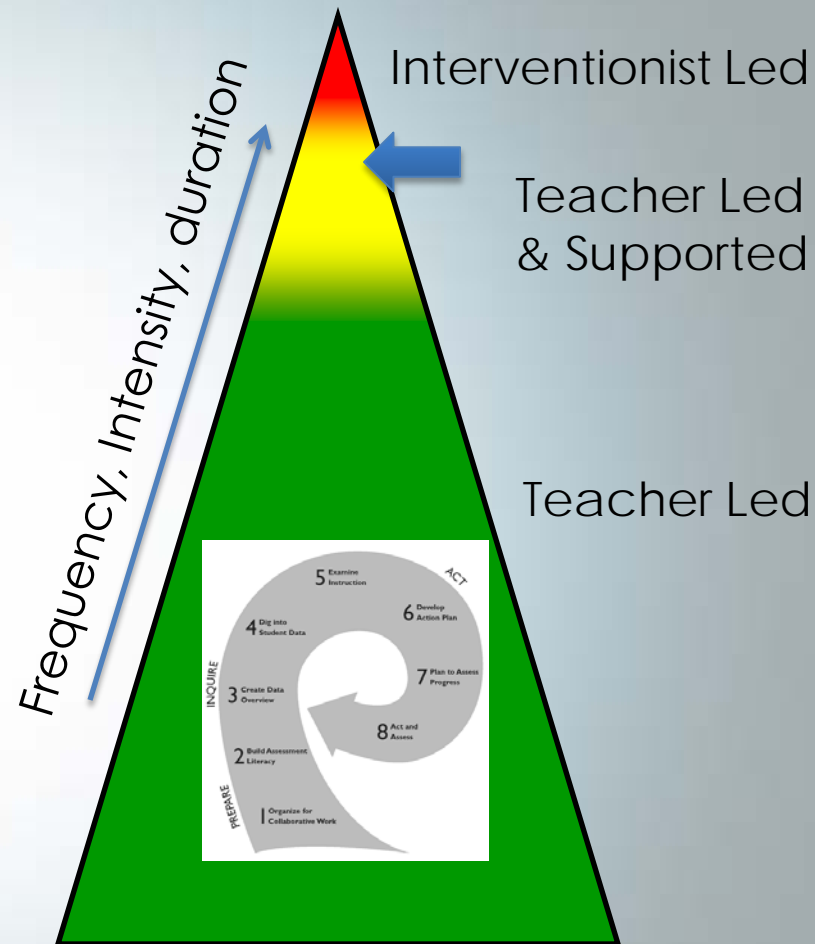 Interventionist Led
Frequency, Intensity, duration
Teacher Led
& Supported
Teacher Led
5 Examine
Instruction
ACT
4 Dig into
Student Data
6 Develop
Action Plan
INQUIRE
3 Create Data
Overview
7 Plan to Assess
Progress
8 Act and
Assess
2 Build Assessment
Literacy
PREPARE
1 Organize for
Collaborative Work